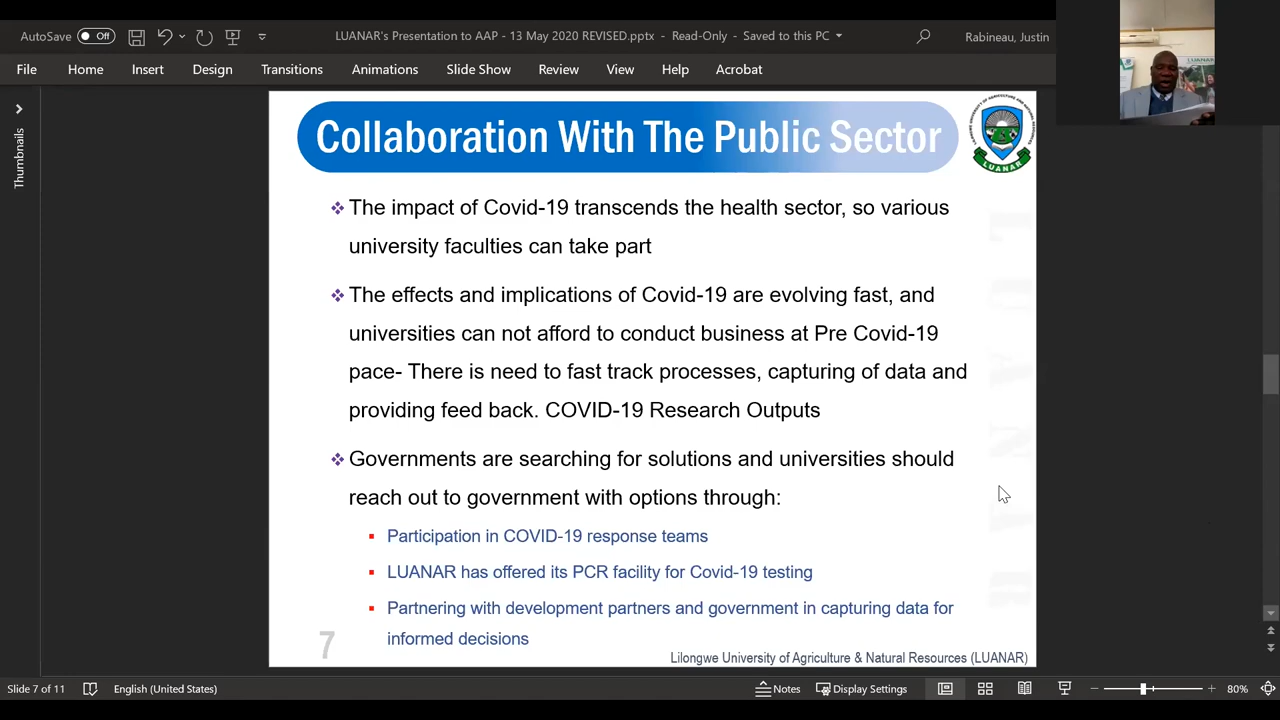 AutoSave Off LUANAR's Presentation to AAP - 13 May 2020 REVISED.pptx - Read-Only - Saved to this PC Rabineau, Justin
File Home Insert Design Transitions Animations Slide Show Review View Help Acrobat
Thumbnails
Collaboration With The Public Sector
LUANAR
The impact of Covid-19 transcends the health sector, so various
university faculties can take part
The effects and implications of Covid-19 are evolving fast, and
universities can not afford to conduct business at Pre Covid-19
pace- There is need to fast track processes, capturing of data and
providing feed back. COVID-19 Research Outputs
Governments are searching for solutions and universities should
reach out to government with options through:
Participation in COVID-19 response teams
LUANAR has offered its PCR facility for Covid-19 testing
Partnering with development partners and government in capturing data for
informed decisions
LUANAR
7
Lilongwe University of Agriculture & Natural Resources (LUANAR)
Slide 7 of 11 English (United States) Notes Display Settings 80%